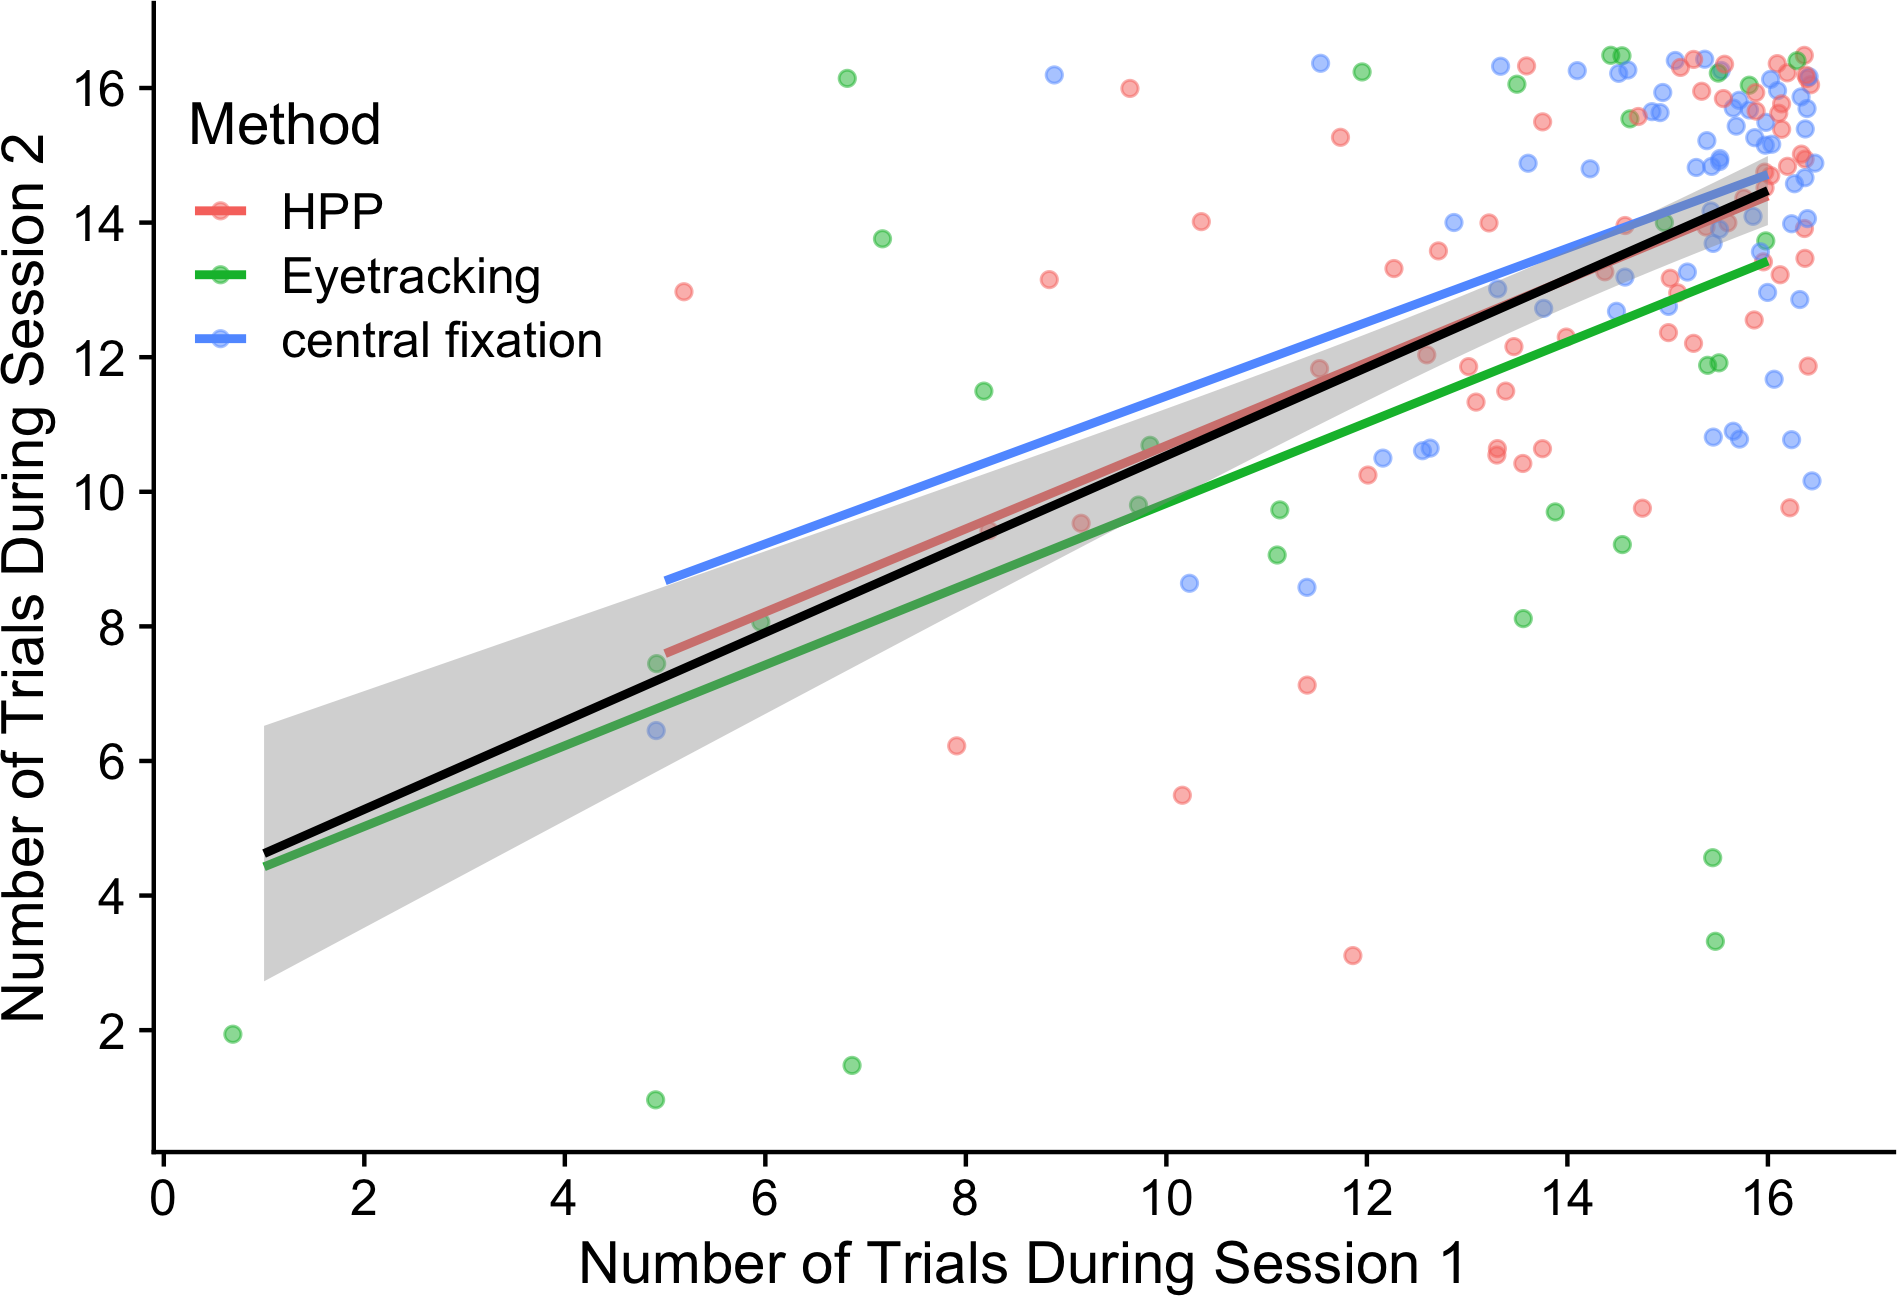 Number of Trials During Session 2
16
14
12
10
8
6
4
2
Method
HPP
Eyetracking
central fixation
0 2 4 6 8 10 12 14 16
Number of Trials During Session 1